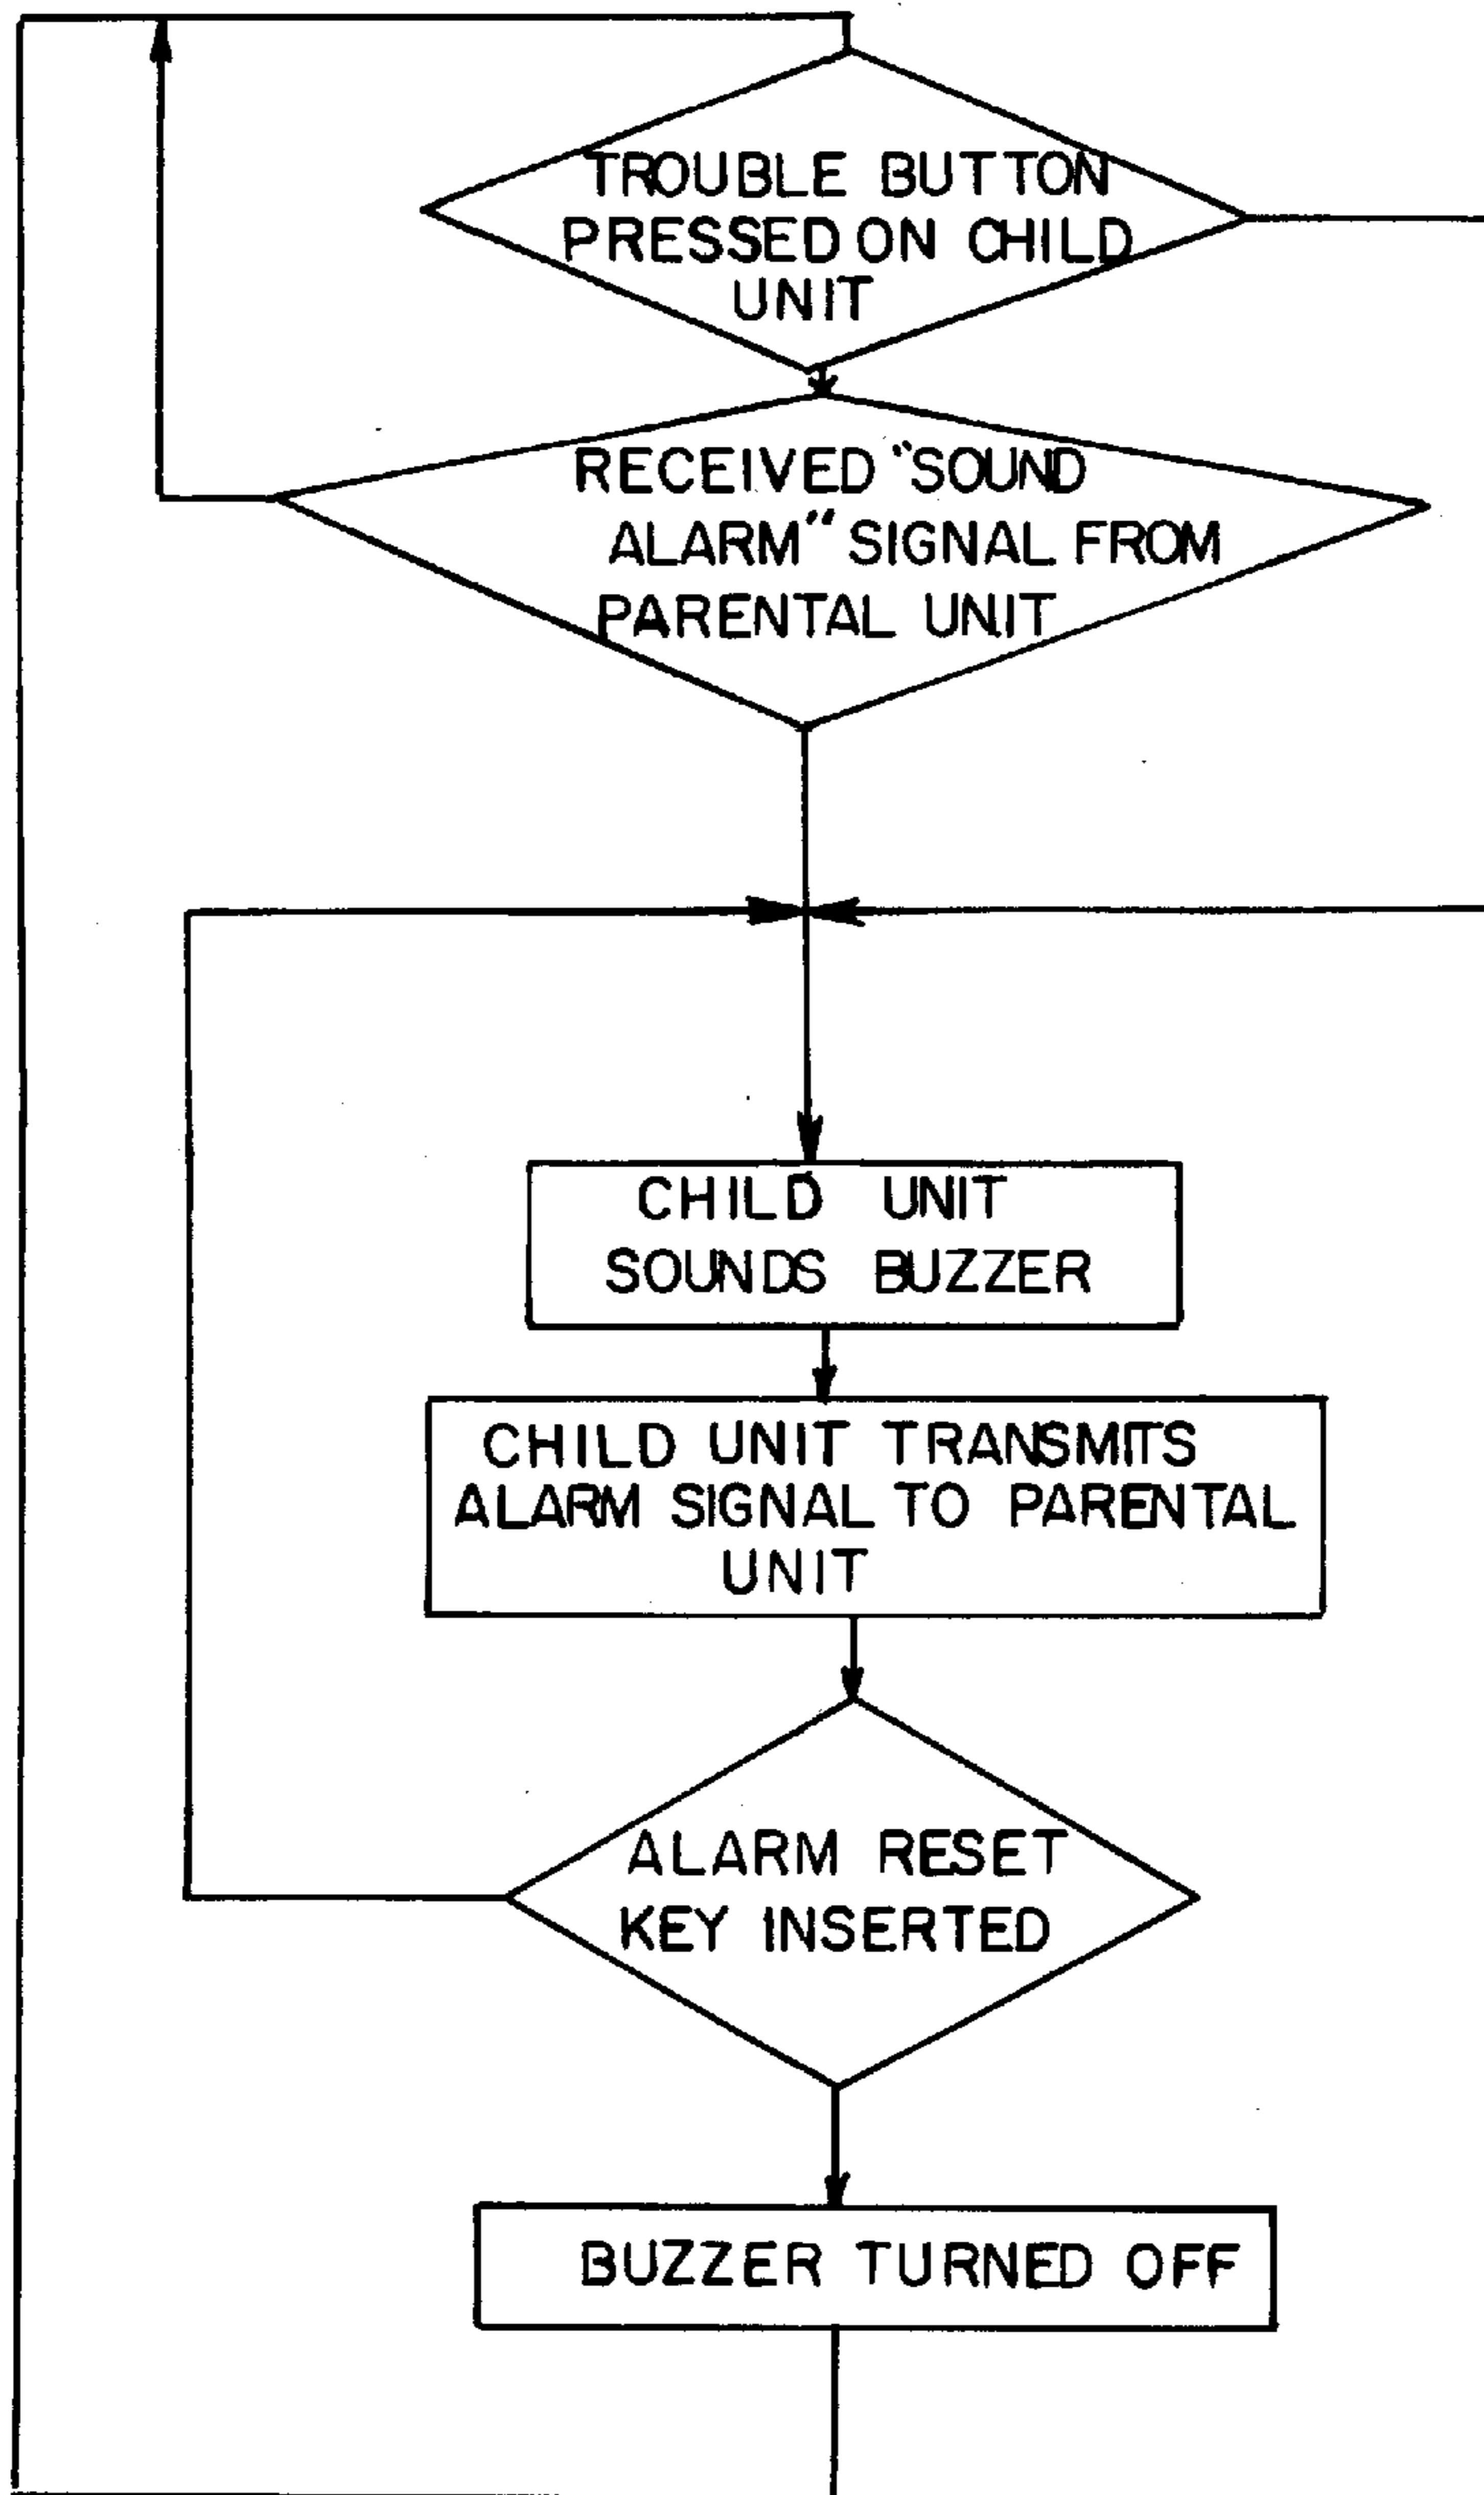 TROUBLE BUTTON
PRESSED ON CHILD
UNIT
RECEIVED "SOUND
ALARM" SIGNAL FROM
PARENTAL UNIT
CHILD UNIT
SOUNDS BUZZER
CHILD UNIT TRANSMITS
ALARM SIGNAL TO PARENTAL
UNIT
ALARM RESET
KEY INSERTED
BUZZER TURNED OFF